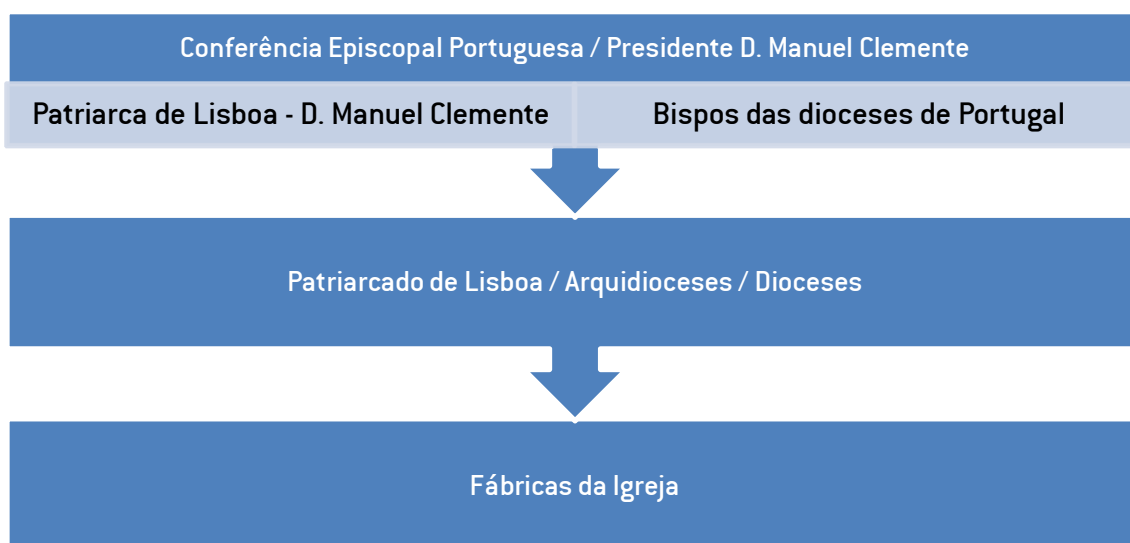 Conferência Episcopal Portuguesa / Presidente D. Manuel Clemente
Patriarca de Lisboa - D. Manuel Clemente
Bispos das dioceses de Portugal
Patriarcado de Lisboa / Arquidioceses / Dioceses
Fábricas da Igreja